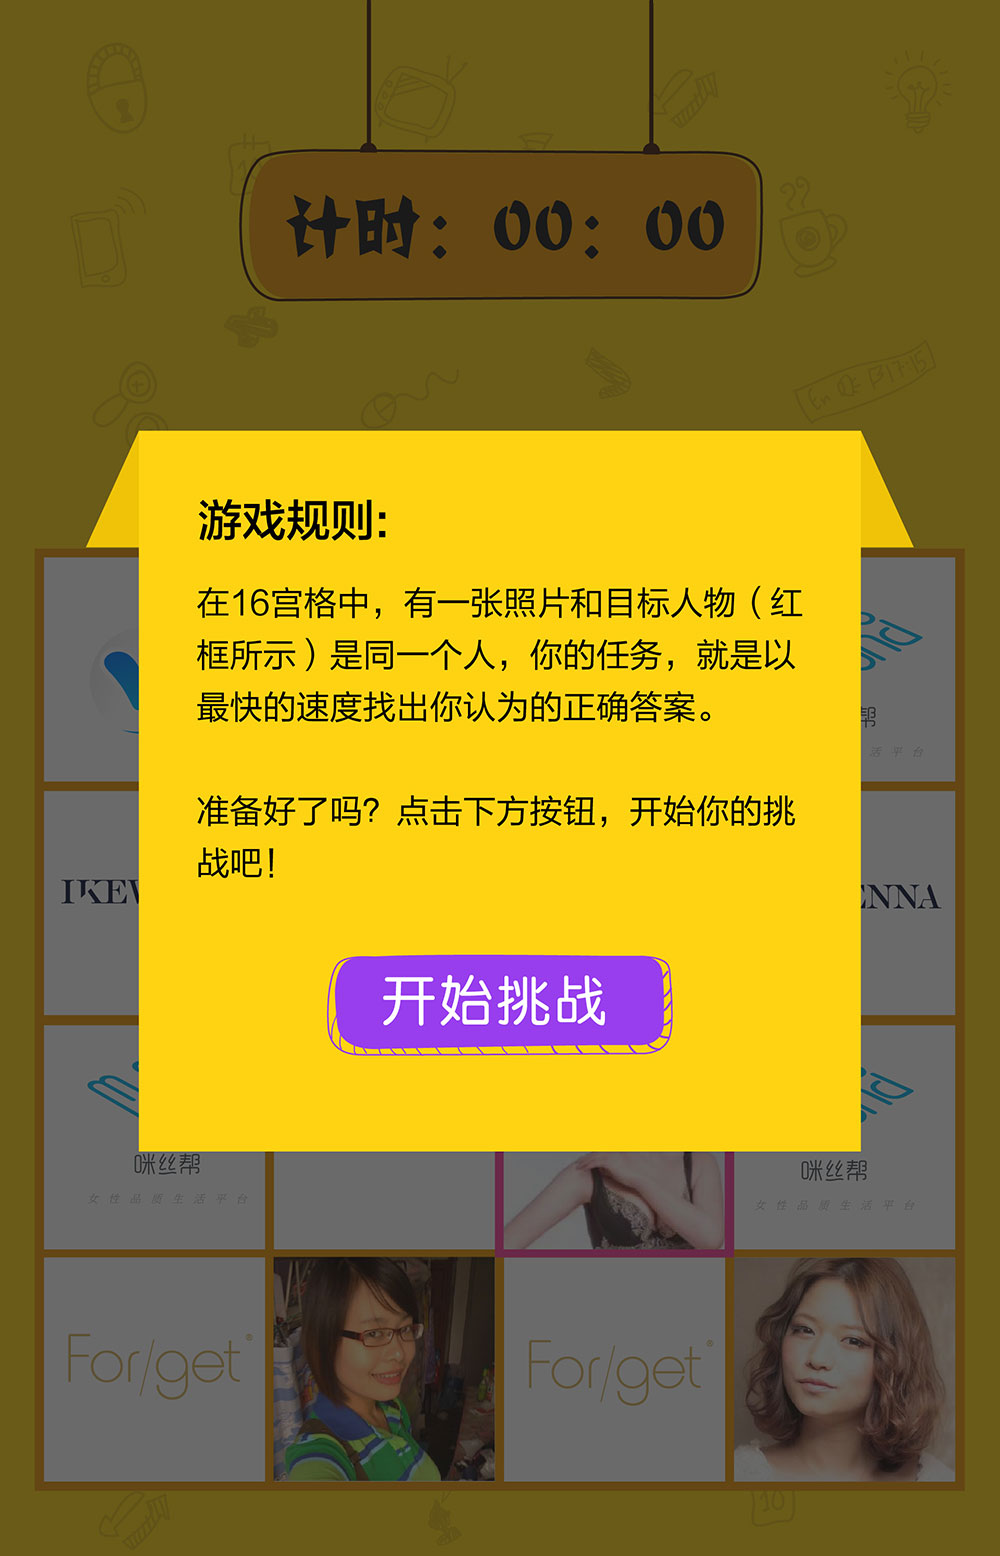 计时：00：00
游戏规则:
在16宫格中，有一张照片和目标人物（红
框所示）是同一个人，你的任务，就是以
最快的速度找出你认为的正确答案。
准备好了吗？点击下方按钮，开始你的挑
战吧！
开始挑战
帮
活平台
IKEW
ENNA
咪丝帮
女性品质生活平台
咪丝帮
女性品质生活平台
For/get®
For/get®
10